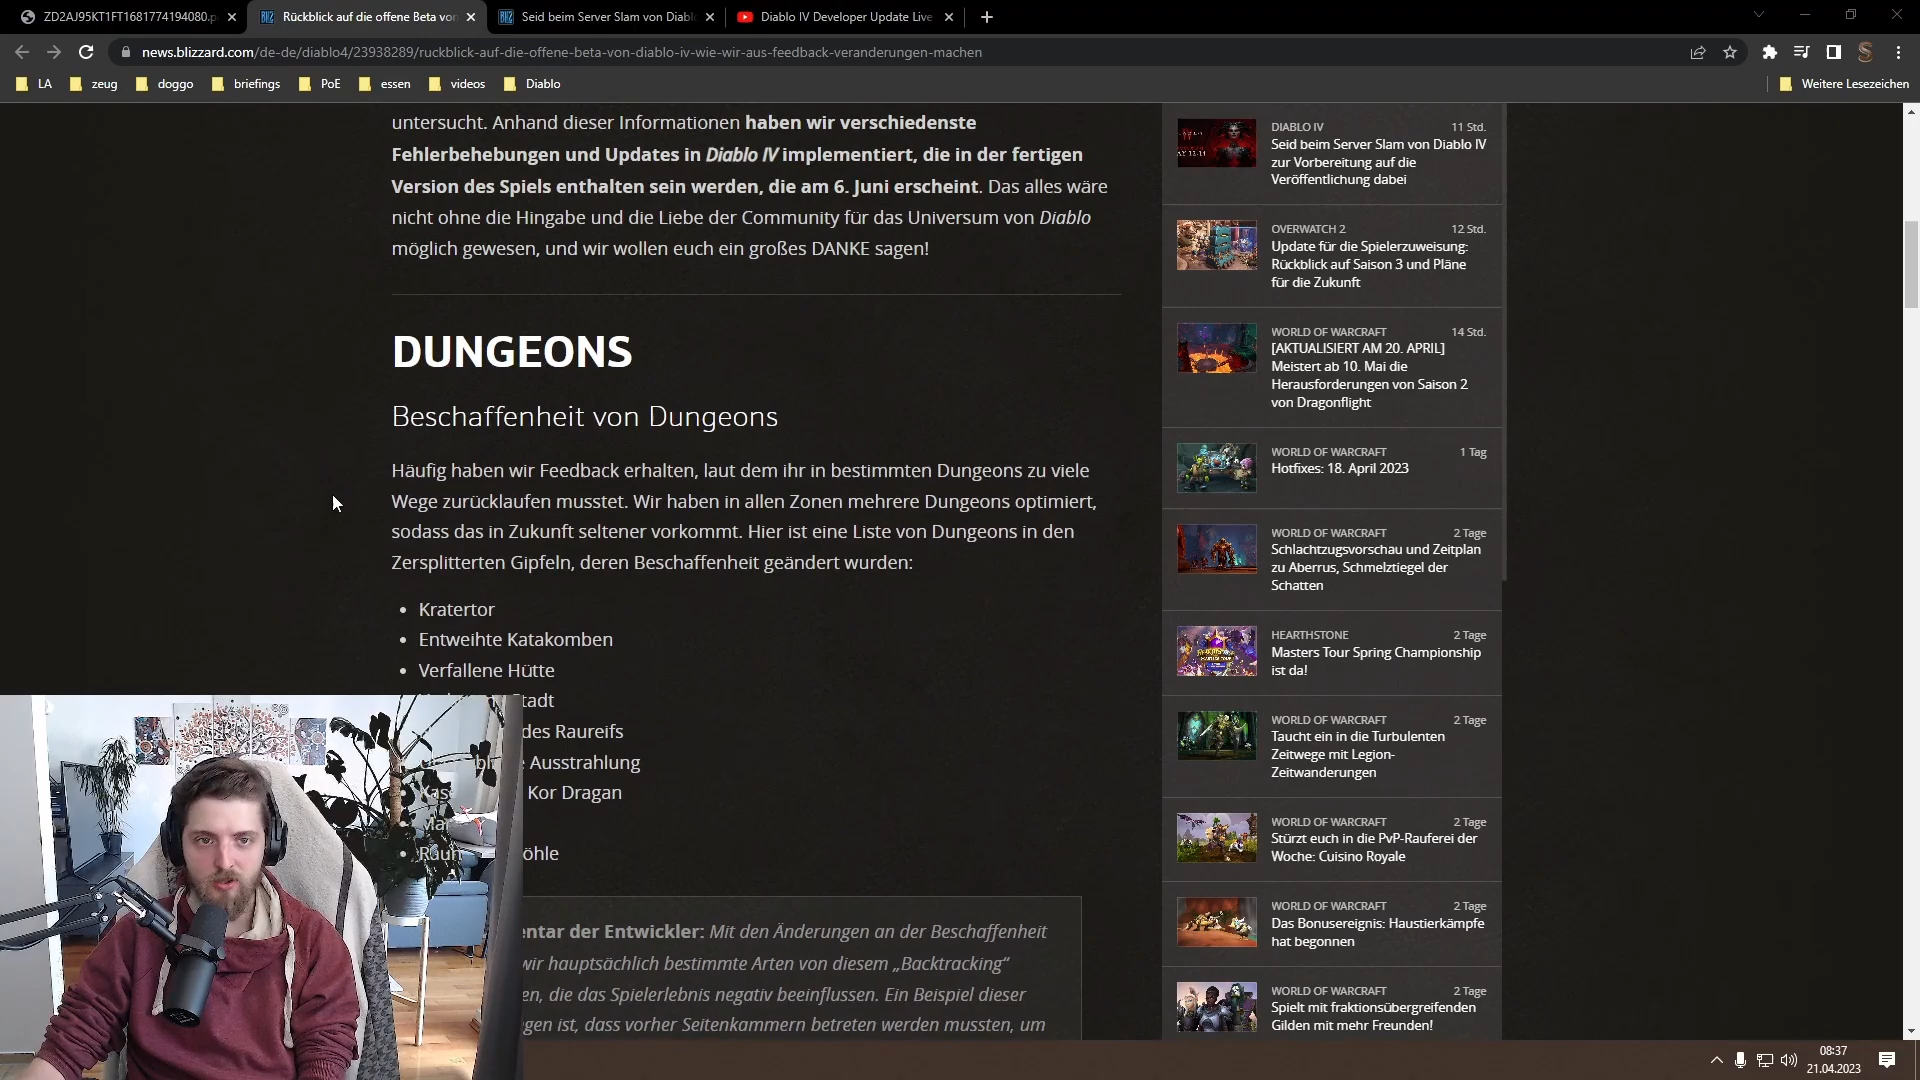 ZD2AJ95KT1FT1681774194080.p
Rückblick auf die offene Beta vo
Seid beim Server Slam von Diabl
Diablo IV Developer Update Live
news.blizzard.com/de-de/diablo4/23938289/ruckblick-auf-die-offene-beta-von-diablo-iv-wie-wir-aus-feedback-veranderungen-machen
LA
zeug
doggo
briefings
PoE
essen
videos
Diablo
Weitere Lesezeichen
untersucht. Anhand dieser Informationen haben wir verschiedenste
Fehlerbehebungen und Updates in Diablo IV implementiert, die in der fertigen
Version des Spiels enthalten sein werden, die am 6. Juni erscheint. Das alles wäre
nicht ohne die Hingabe und die Liebe der Community für das Universum von Diablo
möglich gewesen, und wir wollen euch ein großes DANKE sagen!
DUNGEONS
Beschaffenheit von Dungeons
Häufig haben wir Feedback erhalten, laut dem ihr in bestimmten Dungeons zu viele
Wege zurücklaufen musstet. Wir haben in allen Zonen mehrere Dungeons optimiert,
sodass das in Zukunft seltener vorkommt. Hier ist eine Liste von Dungeons in den
Zersplitterten Gipfeln, deren Beschaffenheit geändert wurden:
• Kratertor
• Entweihte Katakomben
• Verfallene Hütte
tadt
des Raureifs
Ausstrahlung
Kor Dragan
öhle
entar der Entwickler: Mit den Änderungen an der Beschaffenheit
wir hauptsächlich bestimmte Arten von diesem „Backtracking“
en, die das Spielerlebnis negativ beeinflussen. Ein Beispiel dieser
gen ist, dass vorher Seitenkammern betreten werden mussten, um
DIABLO IV 11 Std.
Seid beim Server Slam von Diablo IV
zur Vorbereitung auf die
Veröffentlichung dabei
OVERWATCH 2 12 Std.
Update für die Spielerzuweisung:
Rückblick auf Saison 3 und Pläne
für die Zukunft
WORLD OF WARCRAFT 14 Std.
[AKTUALISIERT AM 20. APRIL]
Meistert ab 10. Mai die
Herausforderungen von Saison 2
von Dragonflight
WORLD OF WARCRAFT 1 Tag
Hotfixes: 18. April 2023
WORLD OF WARCRAFT 2 Tage
Schlachtzugsvorschau und Zeitplan
zu Aberrus, Schmelztiegel der
Schatten
HEARTHSTONE 2 Tage
Masters Tour Spring Championship
ist da!
WORLD OF WARCRAFT 2 Tage
Taucht ein in die Turbulenten
Zeitwege mit Legion-
Zeitwanderungen
WORLD OF WARCRAFT 2 Tage
Stürzt euch in die PvP-Rauferei der
Woche: Cuisino Royale
WORLD OF WARCRAFT 2 Tage
Das Bonusereignis: Haustierkämpfe
hat begonnen
WORLD OF WARCRAFT 2 Tage
Spielt mit fraktionsübergreifenden
Gilden mit mehr Freunden!
08:37
21.04.2023